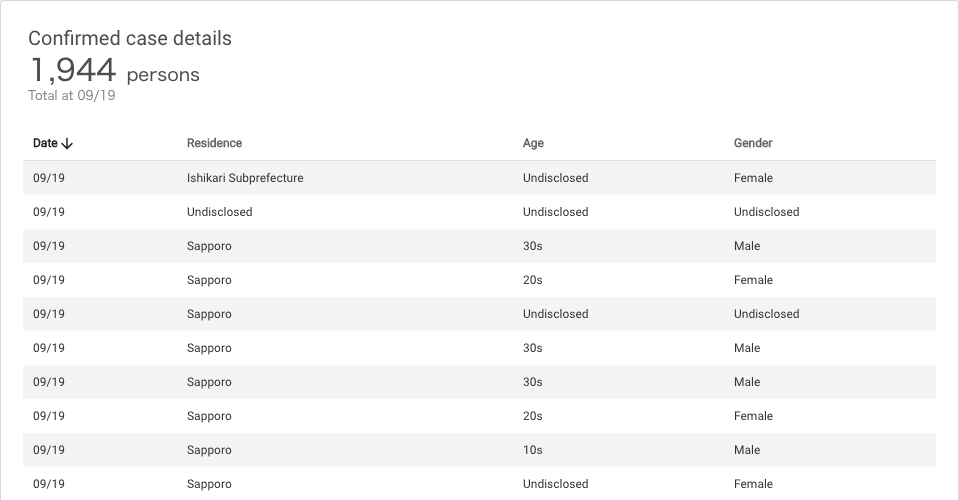 Confirmed case details
1,944 persons
Total at 09/19
Date Residence Age Gender
09/19 Ishikari Subprefecture Undisclosed Female
09/19 Undisclosed Undisclosed Undisclosed
09/19 Sapporo 30s Male
09/19 Sapporo 20s Female
09/19 Sapporo Undisclosed Undisclosed
09/19 Sapporo 30s Male
09/19 Sapporo 30s Male
09/19 Sapporo 20s Female
09/19 Sapporo 10s Male
09/19 Sapporo Undisclosed Female